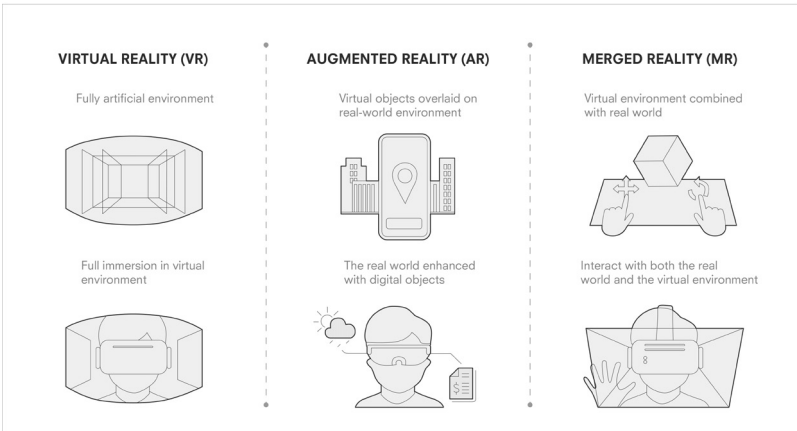 VIRTUAL REALITY (VR)
Fully artificial environment
Full immersion in virtual
environment
AUGMENTED REALITY (AR)
Virtual objects overlaid on
real-world environment
The real world enhanced
with digital objects
$
MERGED REALITY (MR)
Virtual environment combined
with real world
Interact with both the real
world and the virtual environment